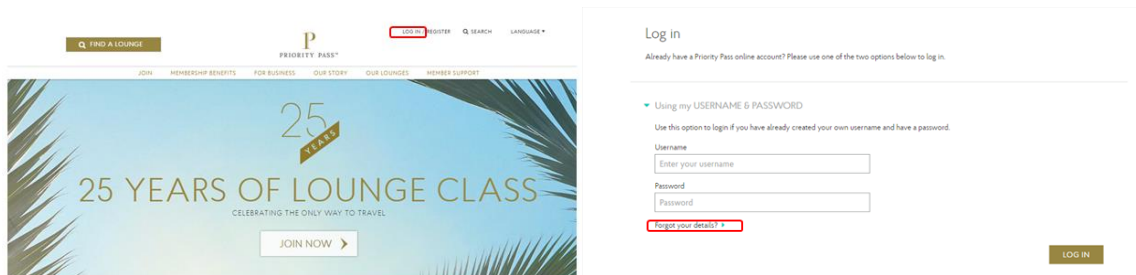 FIND A LOUNGE
P
PRIORITY PASS™
LOG IN / REGISTER
SEARCH
LANGUAGE
JOIN MEMBERSHIP BENEFITS FOR BUSINESS OUR STORY OUR LOUNGES MEMBER SUPPORT
25
YEARS
25 YEARS OF LOUNGE CLASS
CELEBRATING THE ONLY WAY TO TRAVEL
JOIN NOW
Log in
Already have a Priority Pass online account? Please use one of the two options below to log in.
Using my USERNAME & PASSWORD
Use this option to login if you have already created your own username and have a password.
Username
Enter your username
Password
Password
Forgot your details?
LOG IN